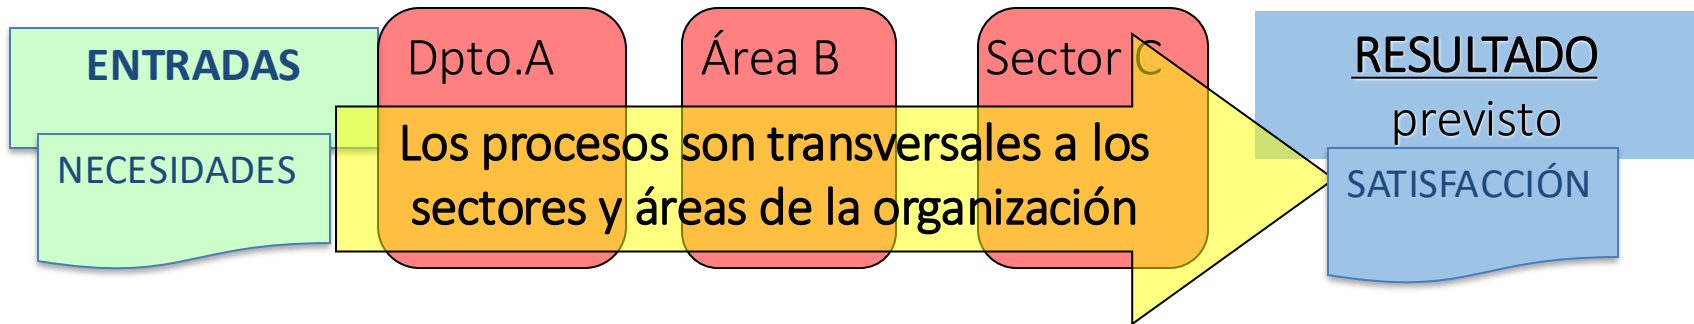 ENTRADAS
NECESIDADES
Dpto.A
Área B
Sector C
Los procesos son transversales a los
sectores y áreas de la organización
RESULTADO
previsto
SATISFACCIÓN